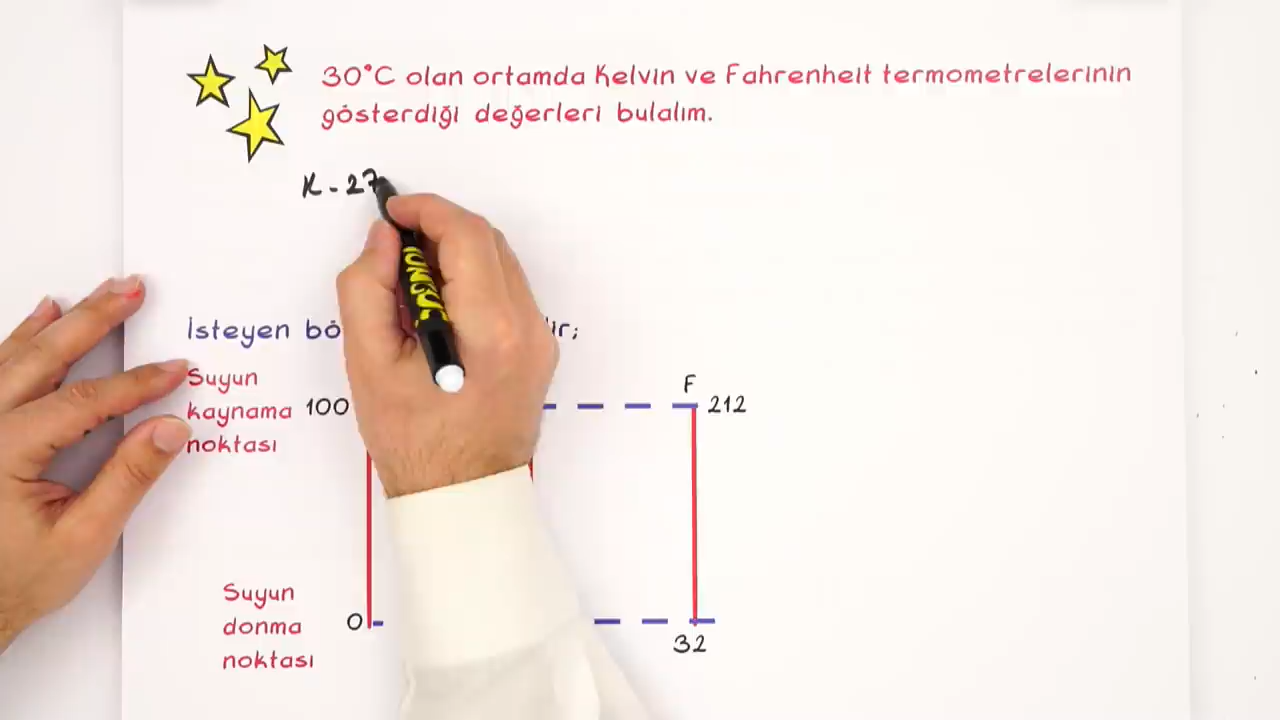 30°C olan ortamda Kelvin ve Fahrenheit termometrelerinin
gösterdiği değerleri bulalım.
K - 27
İsteyen
Suyun
kaynama 100
noktası
F
212
Suyun
donma 0
noktası
32